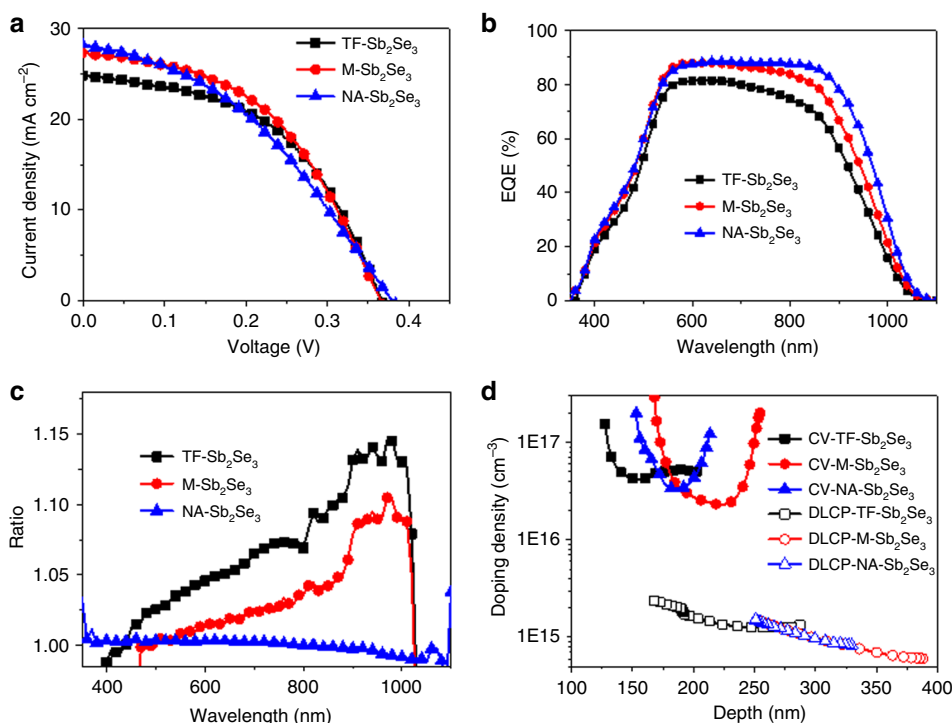 a
30
20
10
0
0.0
0.1
0.2
0.3
0.4
Voltage (V)
Current density (mA cm⁻²)
TF-Sb₂Se₃
M-Sb₂Se₃
NA-Sb₂Se₃
b
100
80
60
40
20
0
400
600
800
1000
Wavelength (nm)
EQE (%)
TF-Sb₂Se₃
M-Sb₂Se₃
NA-Sb₂Se₃
c
1.15
1.10
1.05
1.00
400
600
800
1000
Wavelength (nm)
Ratio
TF-Sb₂Se₃
M-Sb₂Se₃
NA-Sb₂Se₃
d
1E17
1E16
1E15
100
150
200
250
300
350
400
Depth (nm)
Doping density (cm⁻³)
CV-TF-Sb₂Se₃
CV-M-Sb₂Se₃
CV-NA-Sb₂Se₃
DLCP-TF-Sb₂Se₃
DLCP-M-Sb₂Se₃
DLCP-NA-Sb₂Se₃